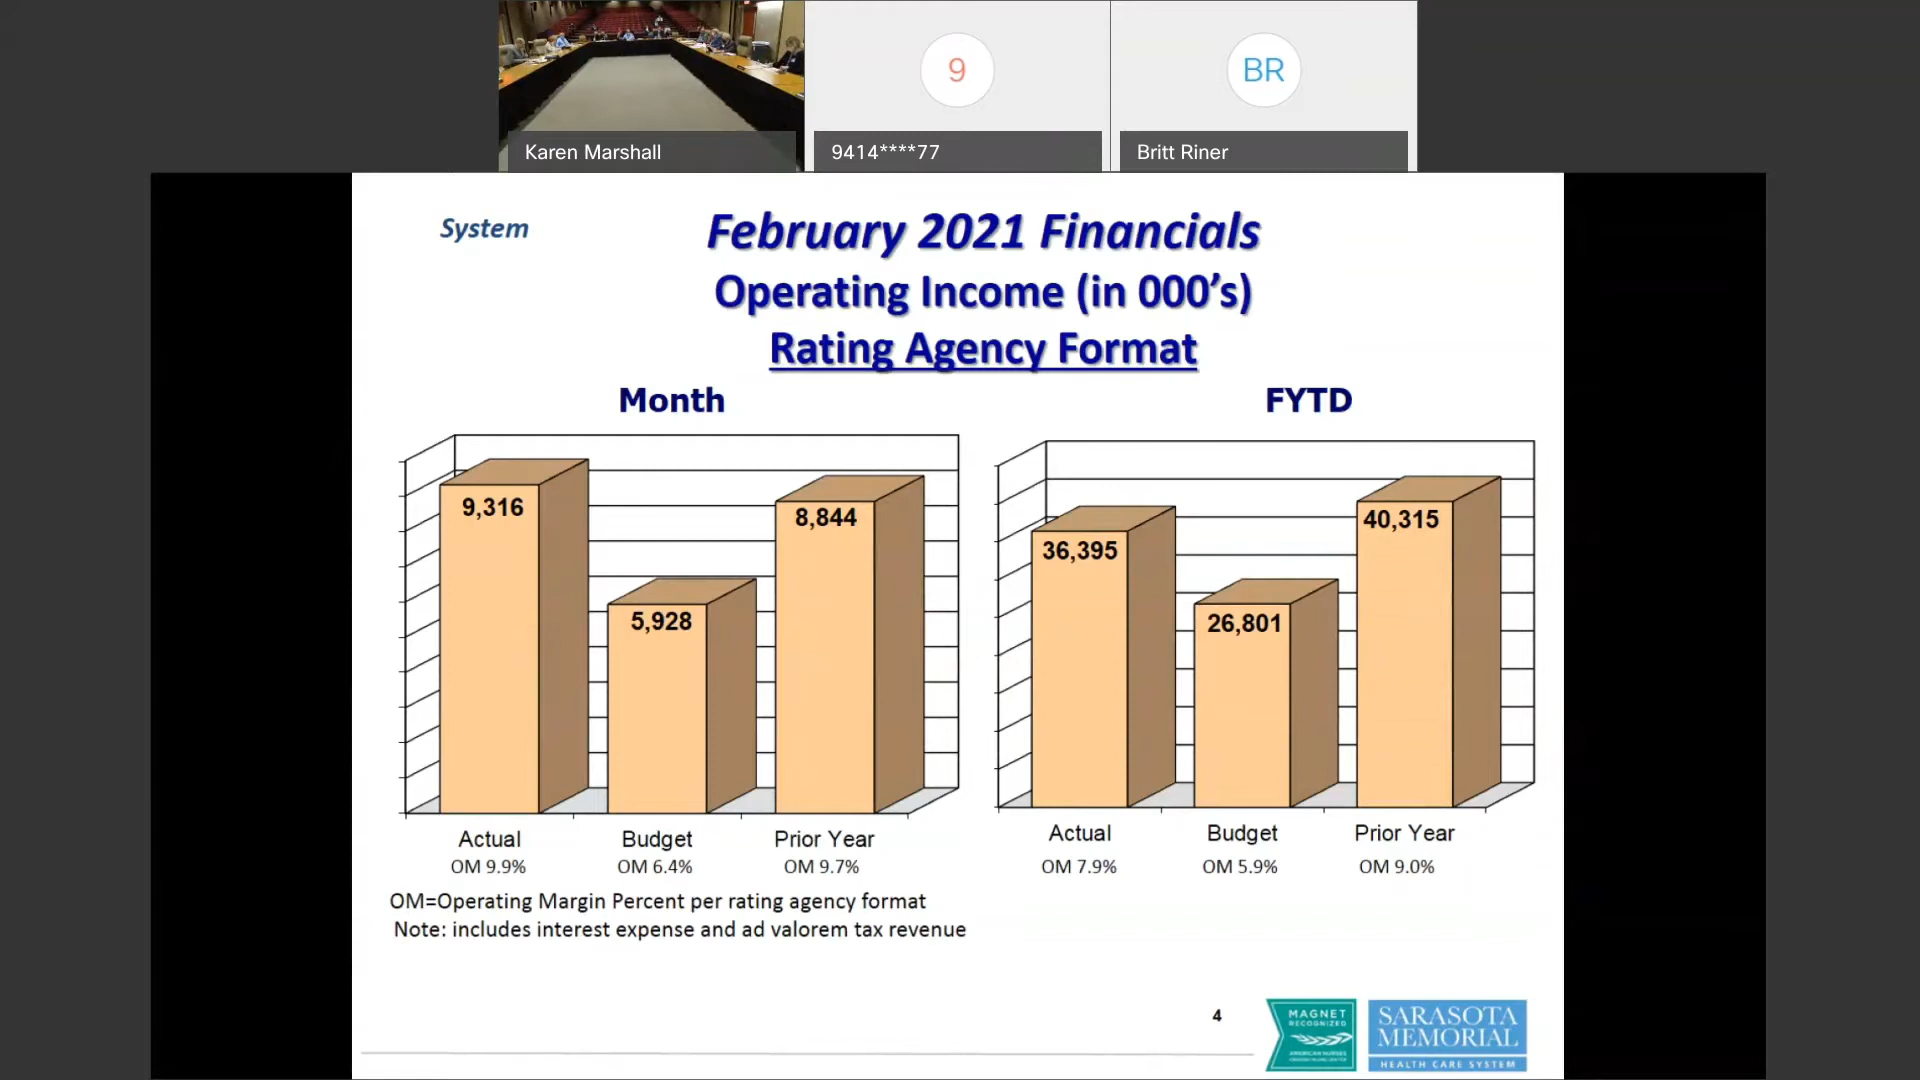 9
BR
Karen Marshall
9414****77
Britt Riner
System
February 2021 Financials
Operating Income (in 000’s)
Rating Agency Format
Month
FYTD
9,316
5,928
8,844
36,395
26,801
40,315
Actual
Budget
Prior Year
OM 9.9%
OM 6.4%
OM 9.7%
Actual
Budget
Prior Year
OM 7.9%
OM 5.9%
OM 9.0%
OM=Operating Margin Percent per rating agency format
Note: includes interest expense and ad valorem tax revenue
4
MAGNET
RECOGNIZED
AMERICAN NURSES
SARASOTA
MEMORIAL
HEALTH CARE SYSTEM